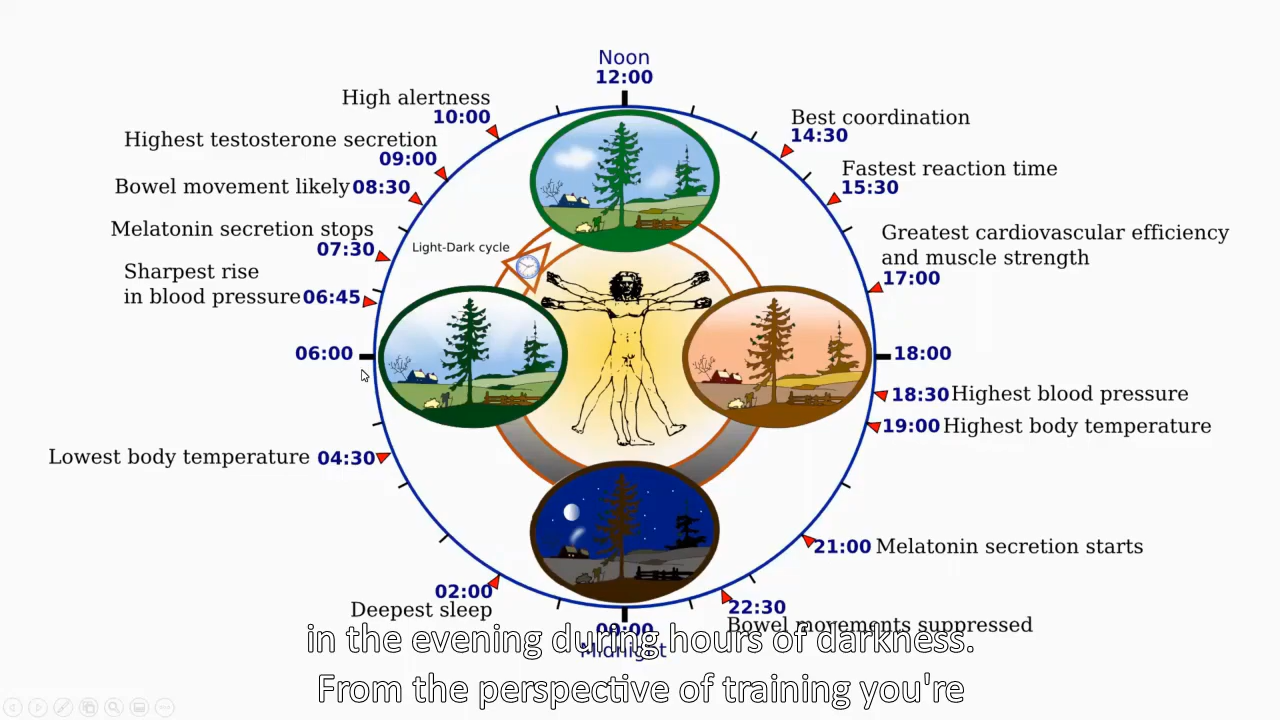 Noon
12:00
High alertness
10:00
Highest testosterone secretion
09:00
Bowel movement likely 08:30
Melatonin secretion stops
07:30
Sharpest rise
in blood pressure 06:45
06:00
Lowest body temperature 04:30
02:00
Deepest sleep
Light-Dark cycle
Best coordination
14:30
Fastest reaction time
15:30
Greatest cardiovascular efficiency
and muscle strength
17:00
18:00
18:30 Highest blood pressure
19:00 Highest body temperature
21:00 Melatonin secretion starts
22:30
Bowel movements suppressed
00:00
Midnight
in the evening during hours of darkness.
From the perspective of training you're